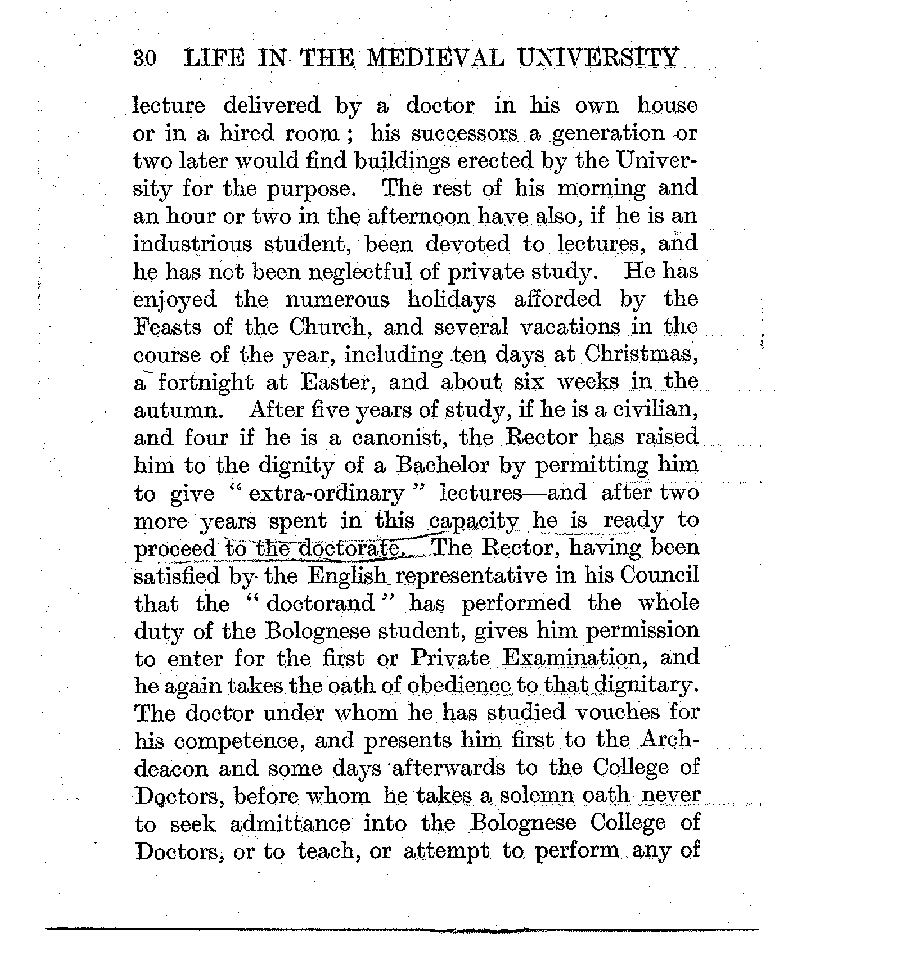 30 LIFE IN THE MEDIEVAL UNIVERSITY
lecture delivered by a doctor in his own house
or in a hired room ; his successors a generation or
two later would find buildings erected by the Univer-
sity for the purpose. The rest of his morning and
an hour or two in the afternoon have also, if he is an
industrious student, been devoted to lectures, and
he has not been neglectful of private study. He has
enjoyed the numerous holidays afforded by the
Feasts of the Church, and several vacations in the
course of the year, including ten days at Christmas,
a fortnight at Easter, and about six weeks in the
autumn. After five years of study, if he is a civilian,
and four if he is a canonist, the Rector has raised
him to the dignity of a Bachelor by permitting him
to give “ extra-ordinary ” lectures—and after two
more years spent in this capacity he is ready to
proceed to the doctorate. The Rector, having been
satisfied by the English representative in his Council
that the “ doctorand ” has performed the whole
duty of the Bolognese student, gives him permission
to enter for the first or Private Examination, and
he again takes the oath of obedience to that dignitary.
The doctor under whom he has studied vouches for
his competence, and presents him first to the Arch-
deacon and some days afterwards to the College of
Doctors, before whom he takes a solemn oath never
to seek admittance into the Bolognese College of
Doctors, or to teach, or attempt to perform any of